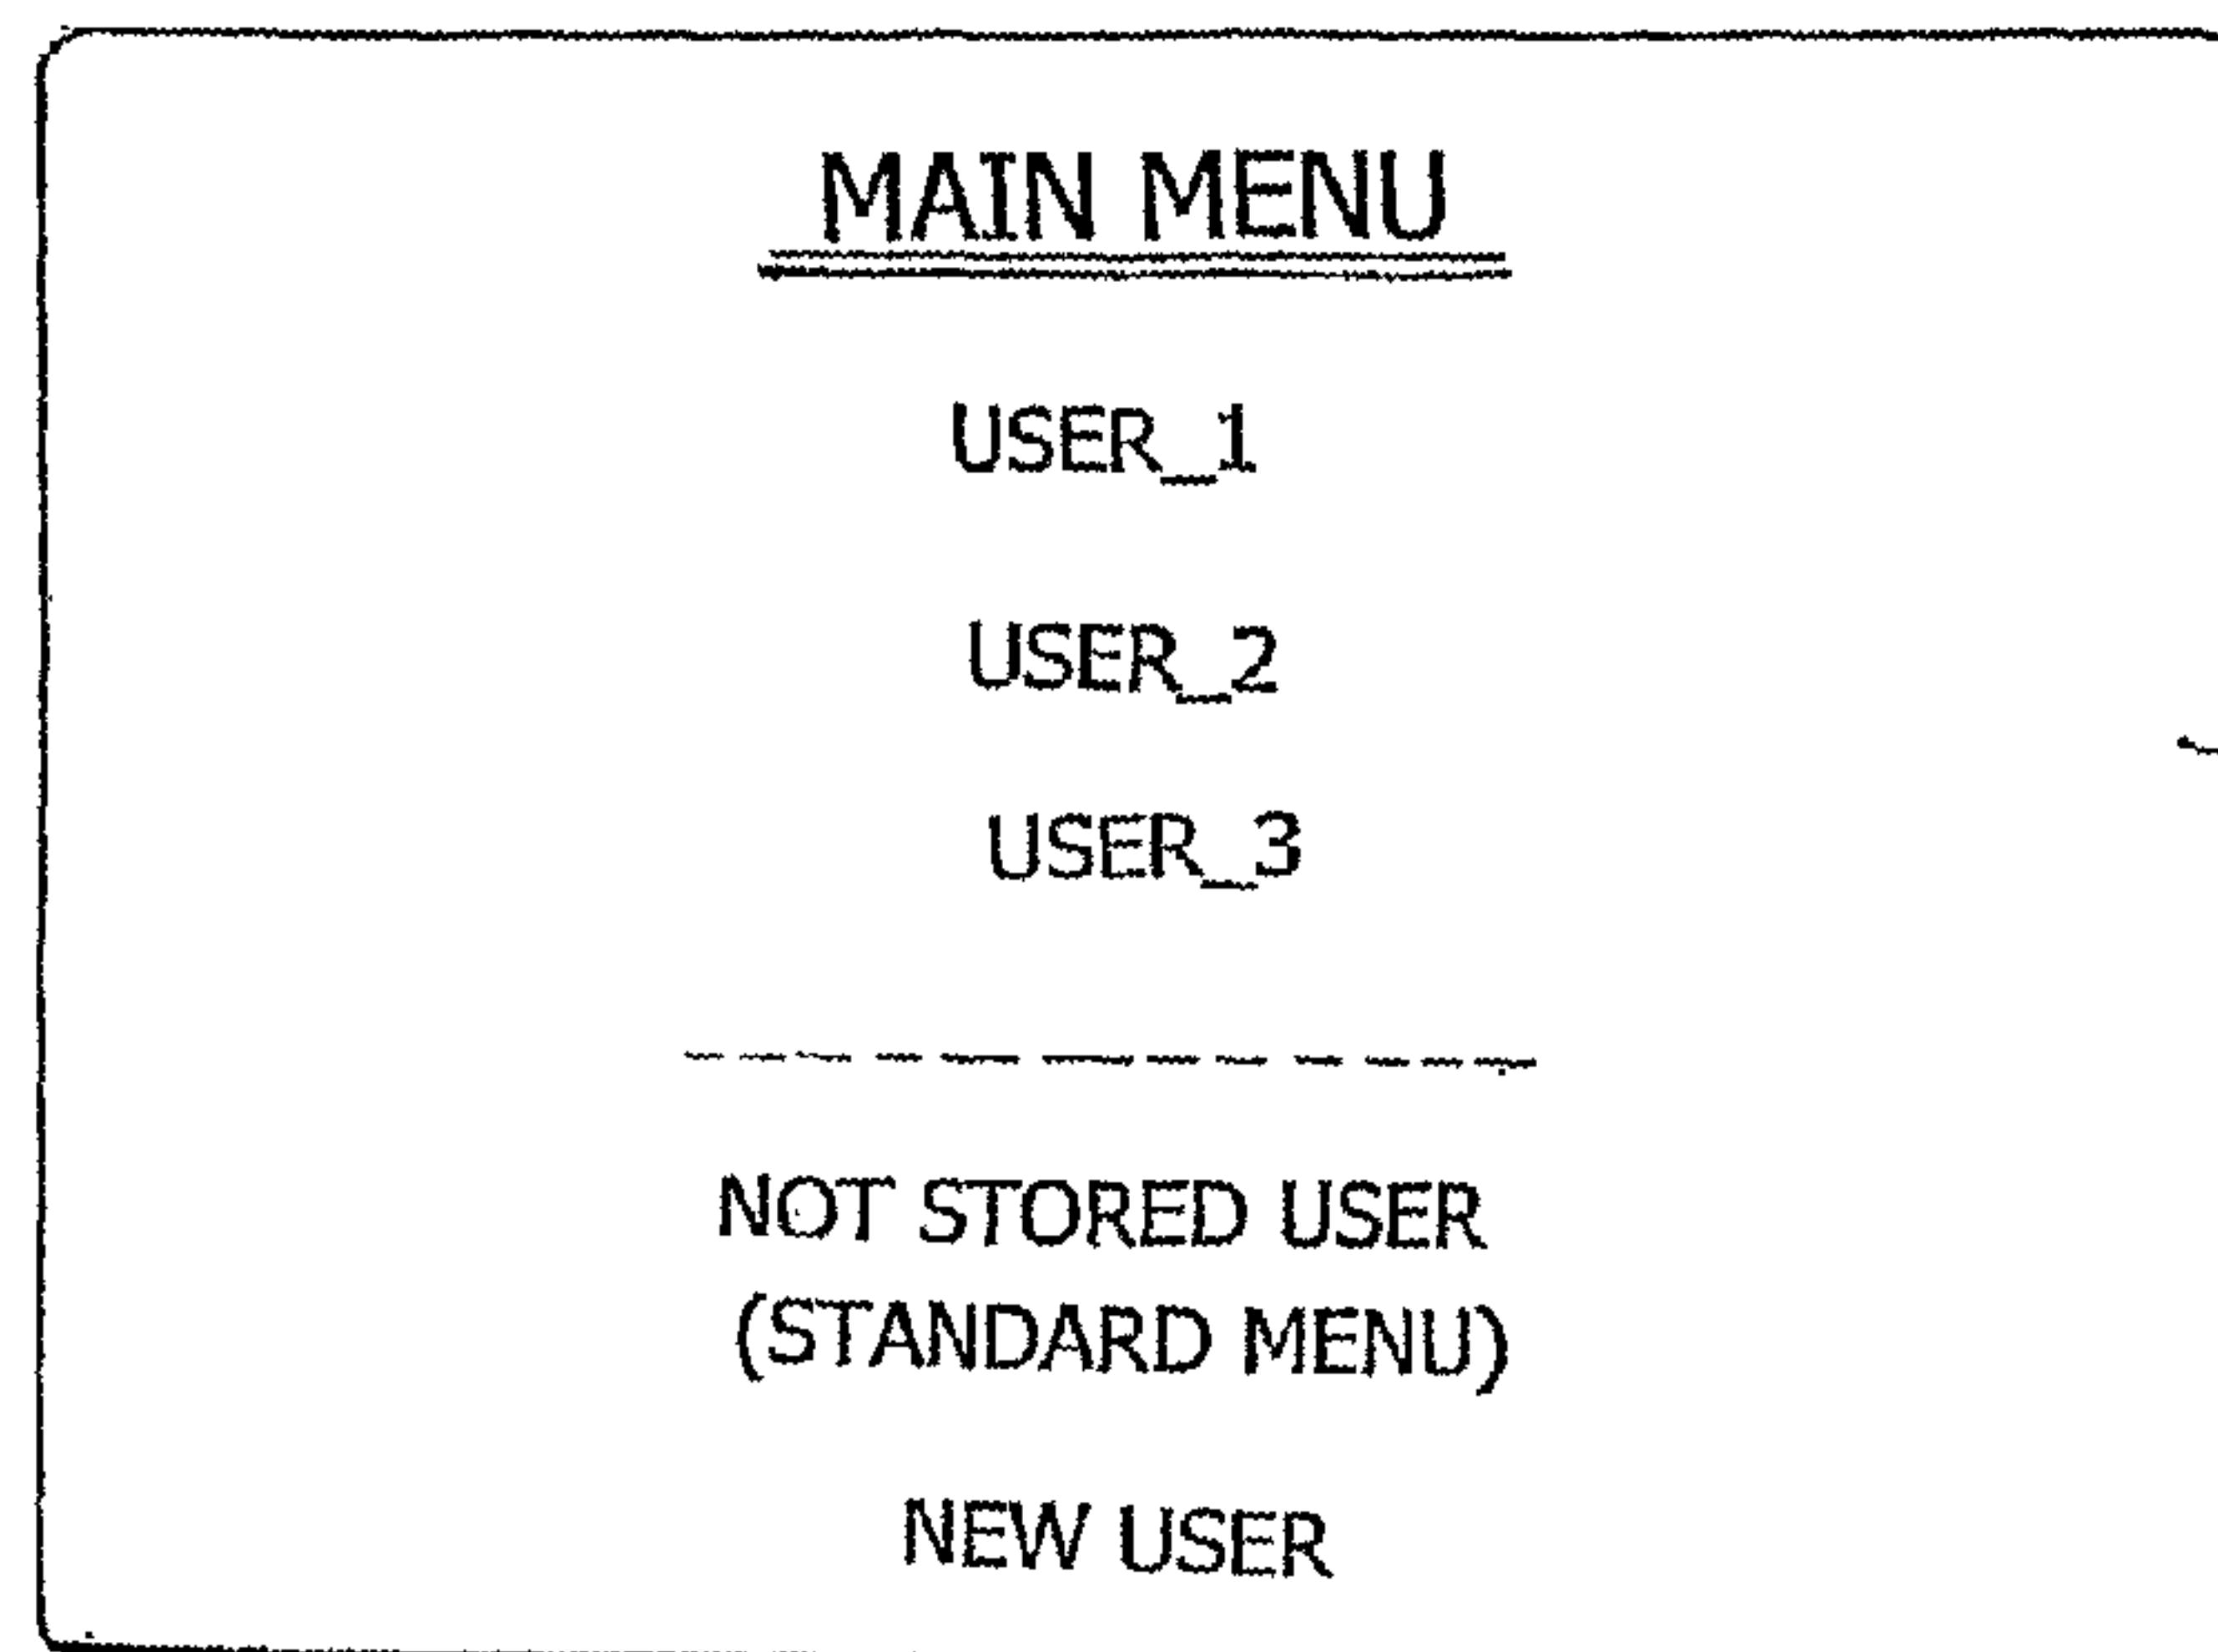 MAIN MENU
USER_1
USER_2
USER_3
NOT STORED USER
(STANDARD MENU)
NEW USER